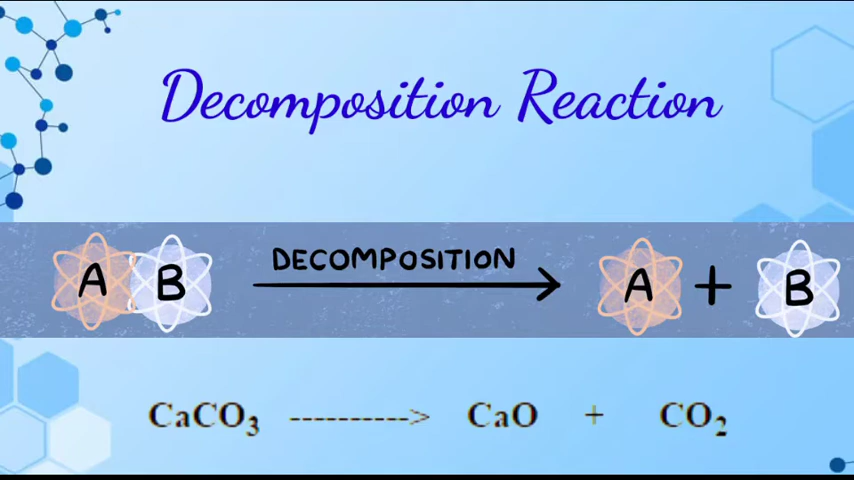 Decomposition Reaction
A B DECOMPOSITION A + B
CaCO₃ ----------> CaO + CO₂